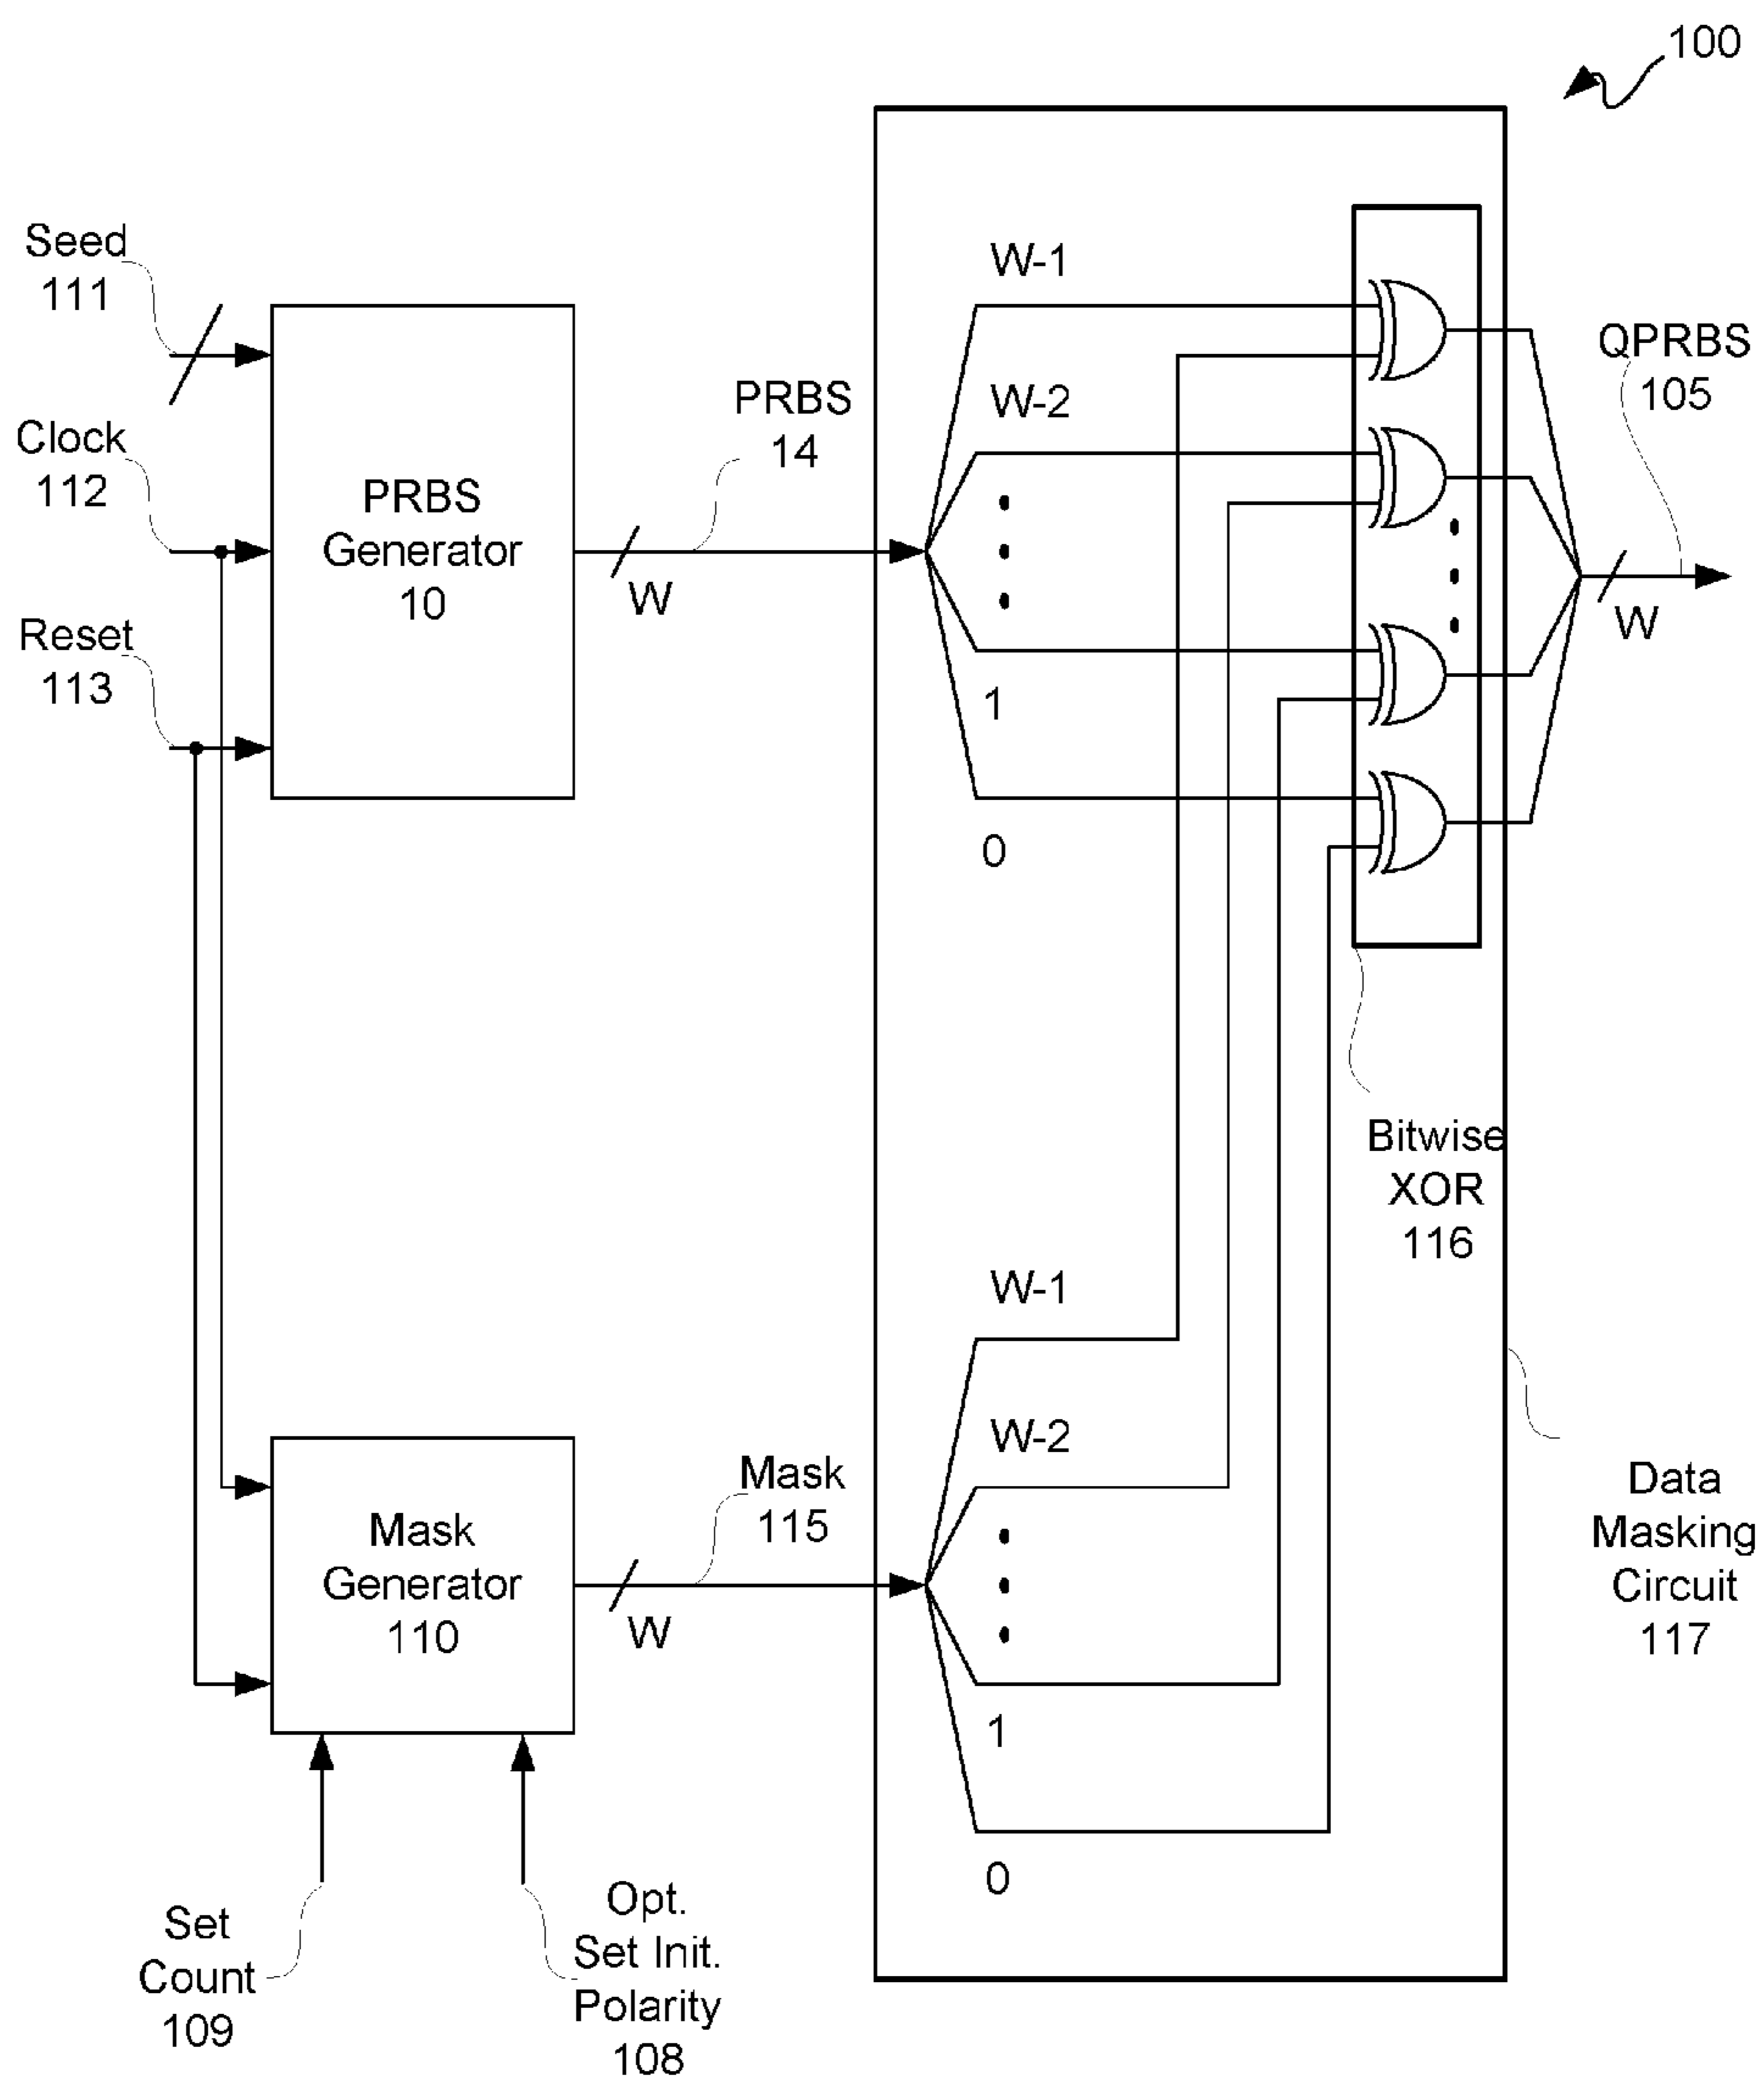 100
Seed
111
Clock
112
Reset
113
PRBS
Generator
10
PRBS
14
W
W-1
W-2
1
0
QPRBS
105
W
Bitwise
XOR
116
W-1
W-2
1
0
Mask
Generator
110
Mask
115
W
Data
Masking
Circuit
117
Set
Count
109
Opt.
Set Init.
Polarity
108